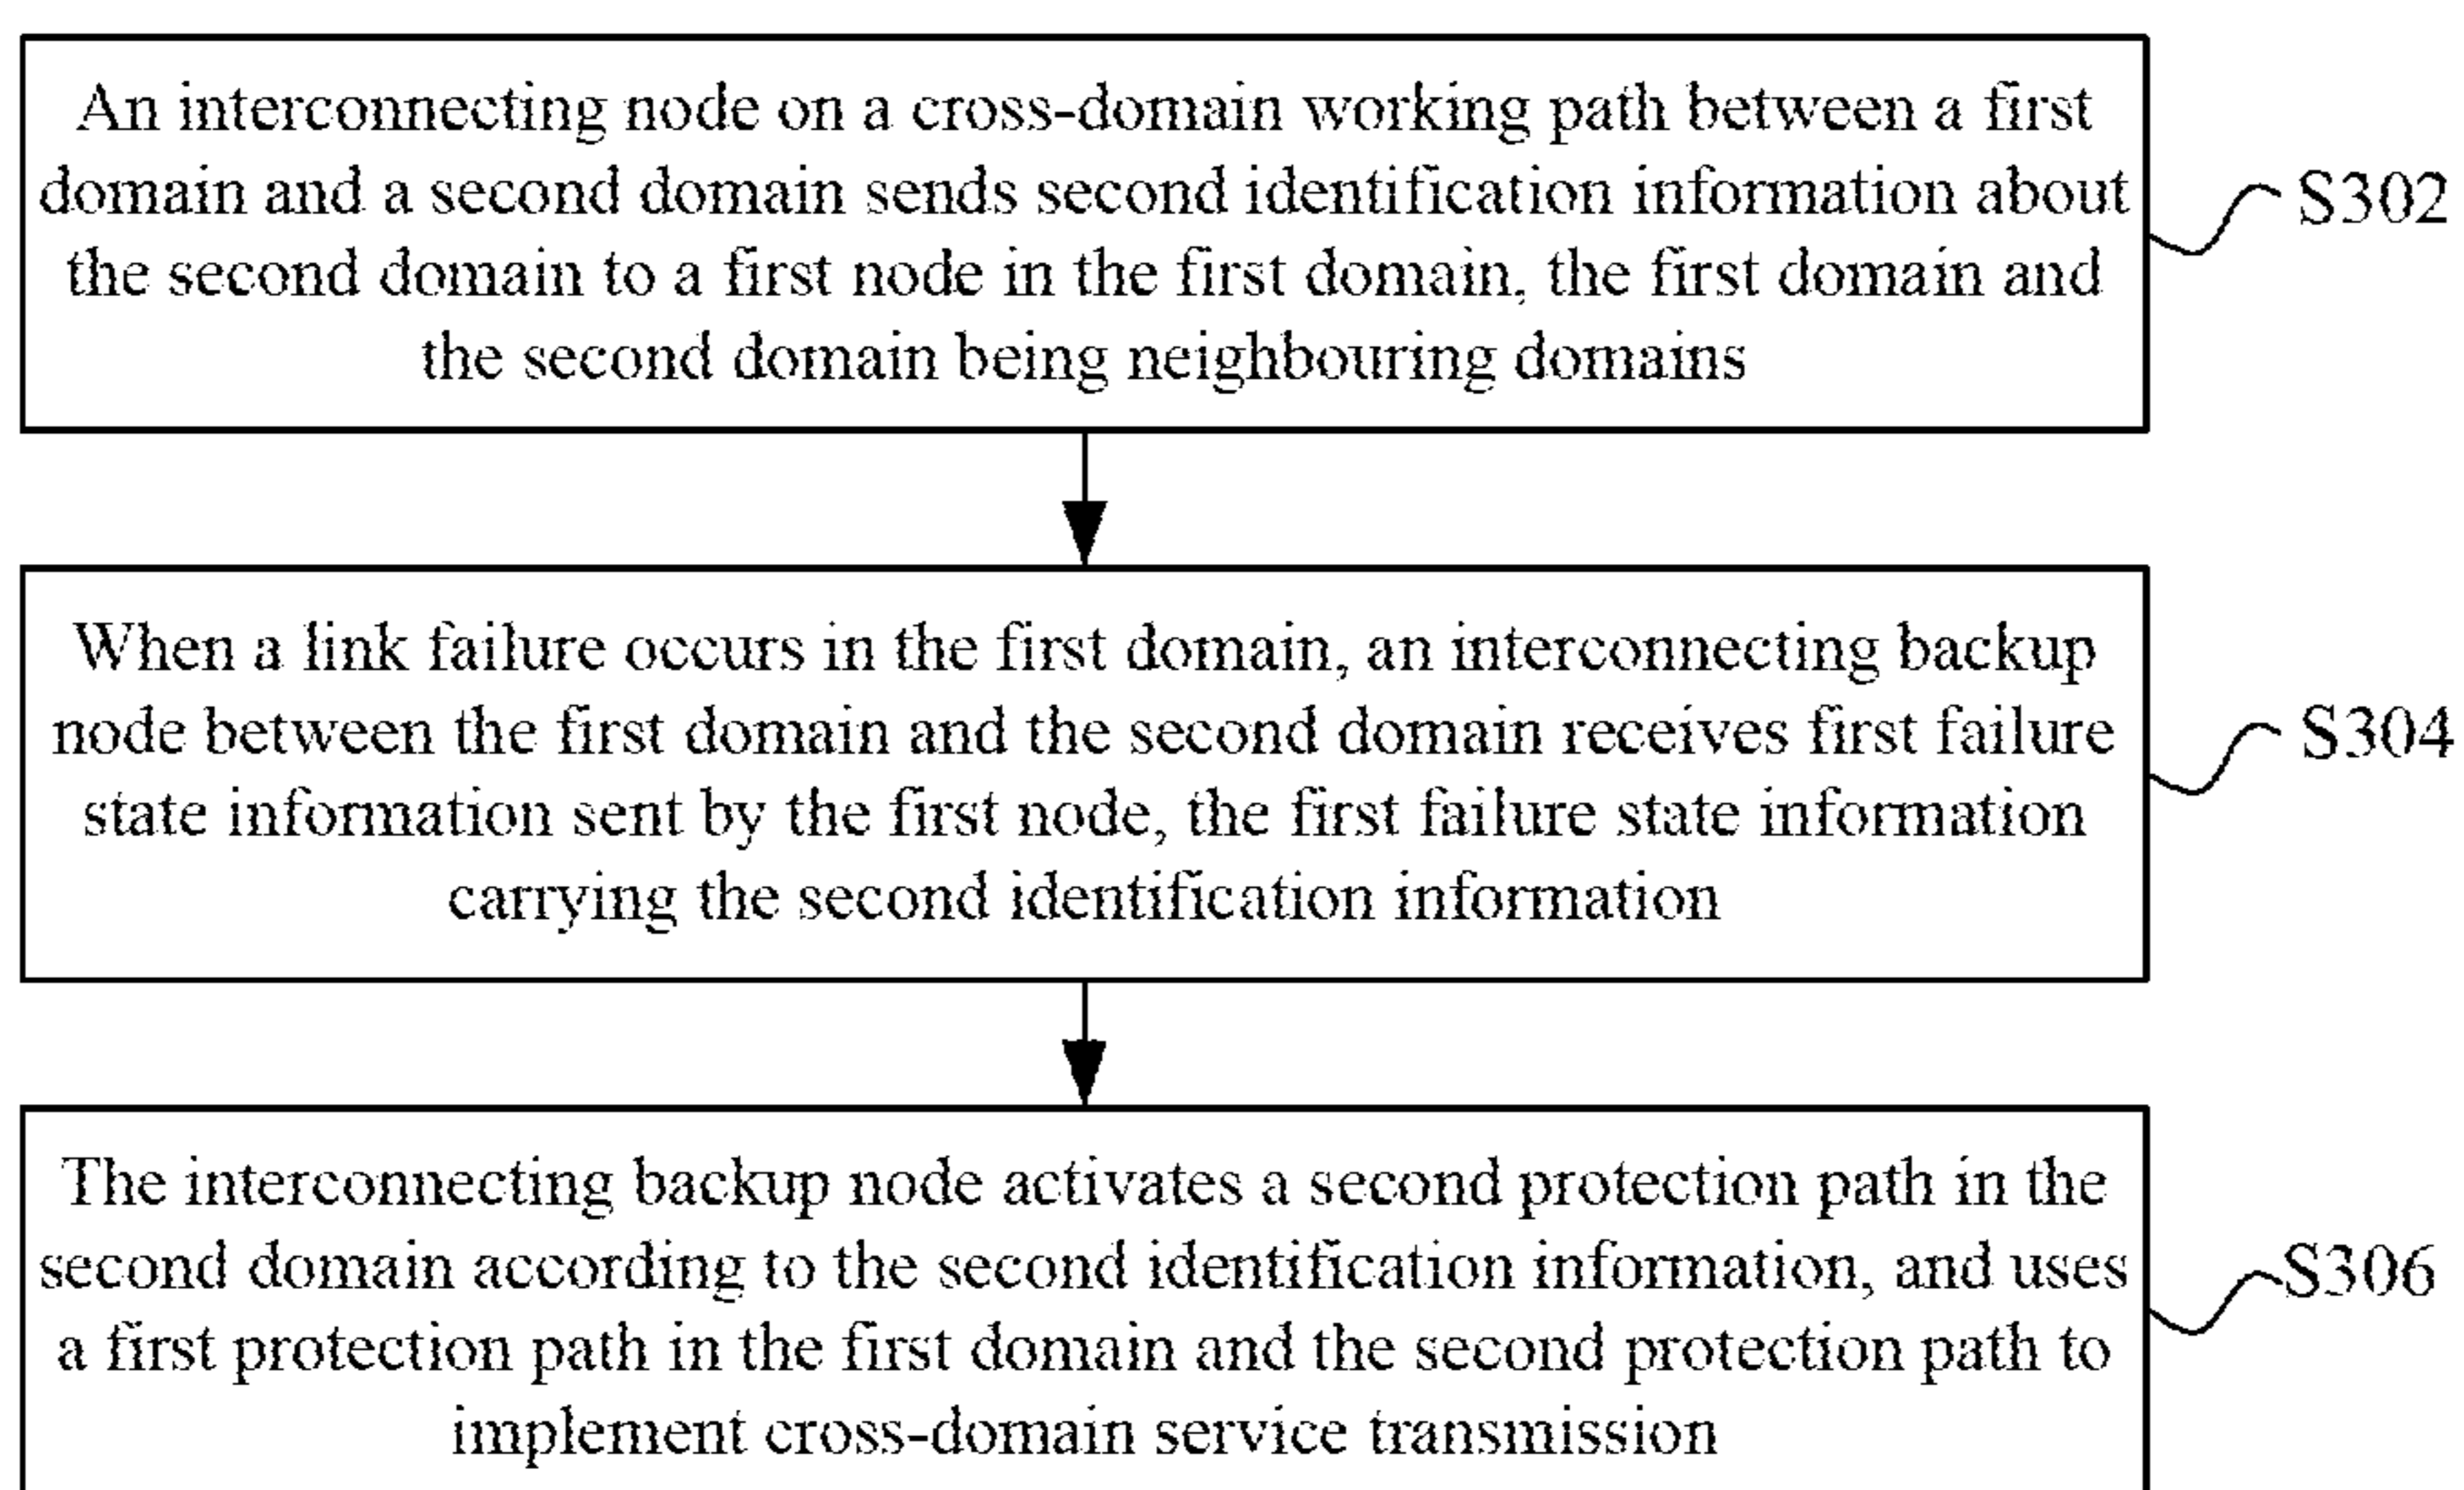 An interconnecting node on a cross-domain working path between a first
domain and a second domain sends second identification information about
the second domain to a first node in the first domain, the first domain and
the second domain being neighbouring domains
S302
When a link failure occurs in the first domain, an interconnecting backup
node between the first domain and the second domain receives first failure
state information sent by the first node, the first failure state information
carrying the second identification information
S304
The interconnecting backup node activates a second protection path in the
second domain according to the second identification information, and uses
a first protection path in the first domain and the second protection path to
implement cross-domain service transmission
S306